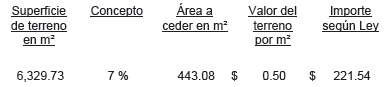 Superficie de terreno en m² Concepto Área a ceder en m² Valor del terreno por m² Importe según Ley
6,329.73 7 % 443.08 $ 0.50 $ 221.54